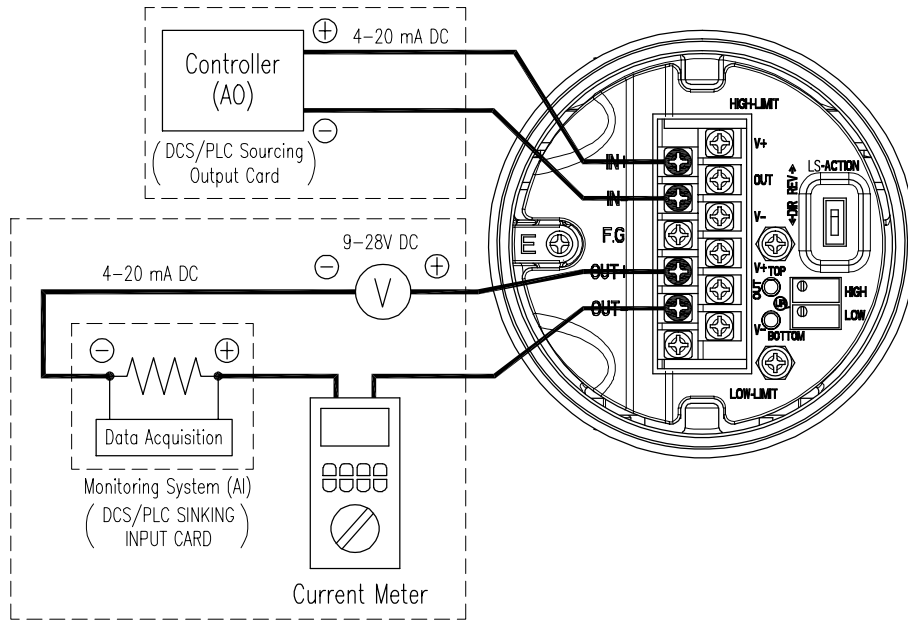 4-20 mA DC
Controller
(AO)
(DCS/PLC Sourcing
Output Card)
9-28V DC
4-20 mA DC
V
Data Acquisition
Monitoring System (AI)
(DCS/PLC SINKING
INPUT CARD)
Current Meter
HIGH-LIMIT
IN+
IN-
F.G
OUT+
OUT-
E
V+
OUT
V-
V+
OUT
V-
LOW-LIMIT
LS-ACTION
←DIR REV→
TOP
BOTTOM
HIGH
LOW